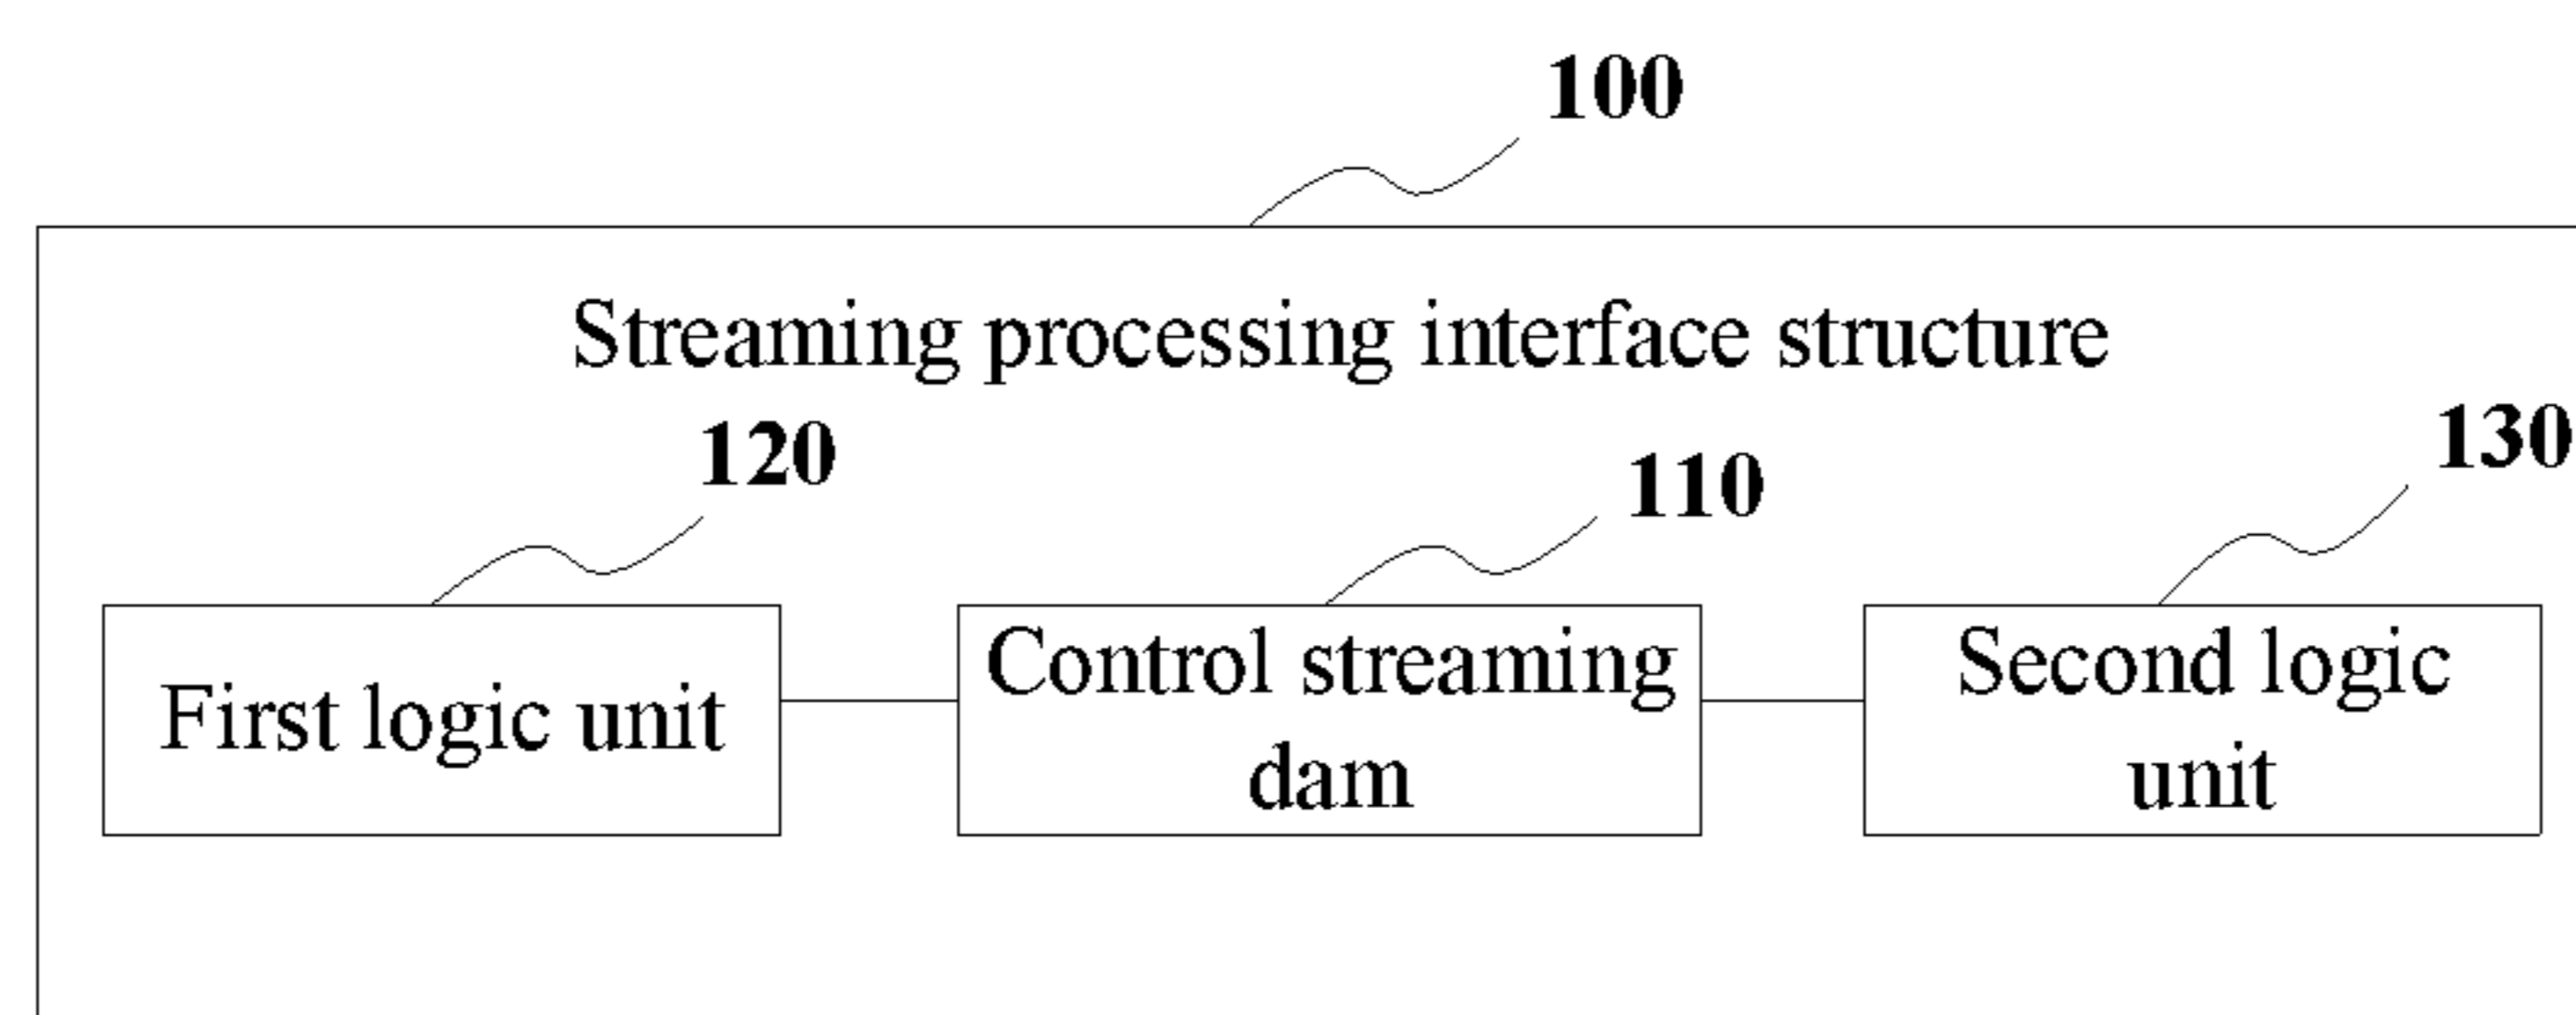 100
Streaming processing interface structure
120
110
130
First logic unit
Control streaming
dam
Second logic
unit